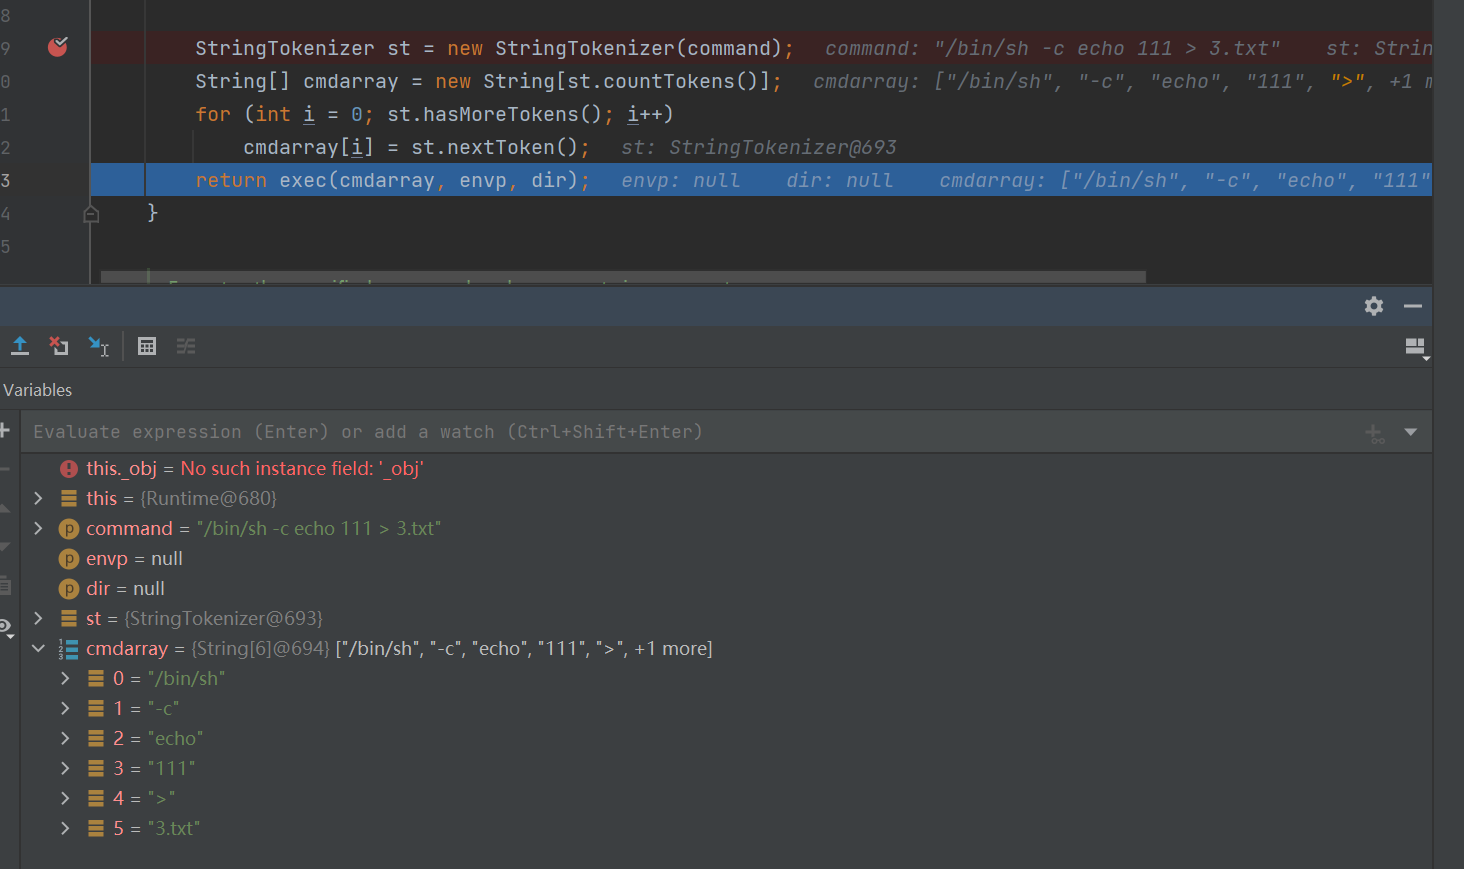 8
9 StringTokenizer st = new StringTokenizer(command); command: "/bin/sh -c echo 111 > 3.txt" st: Strin
0 String[] cmdarray = new String[st.countTokens()]; cmdarray: ["/bin/sh", "-c", "echo", "111", ">", +1 m
1 for (int i = 0; st.hasMoreTokens(); i++)
2 cmdarray[i] = st.nextToken(); st: StringTokenizer@693
3 return exec(cmdarray, envp, dir); envp: null dir: null cmdarray: ["/bin/sh", "-c", "echo", "111"
4 }
5
Variables
Evaluate expression (Enter) or add a watch (Ctrl+Shift+Enter)
this._obj = No such instance field: '_obj'
this = {Runtime@680}
command = "/bin/sh -c echo 111 > 3.txt"
envp = null
dir = null
st = {StringTokenizer@693}
cmdarray = {String[6]@694} ["/bin/sh", "-c", "echo", "111", ">", +1 more]
0 = "/bin/sh"
1 = "-c"
2 = "echo"
3 = "111"
4 = ">"
5 = "3.txt"